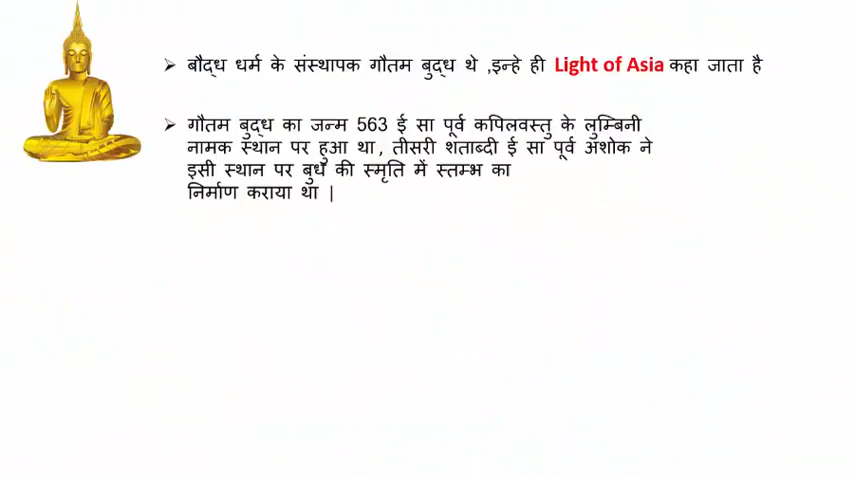 ➢ बौद्ध धर्म के संस्थापक गौतम बुद्ध थे ,इन्हे ही Light of Asia कहा जाता है
➢ गौतम बुद्ध का जन्म 563 ई सा पूर्व कपिलवस्तु के लुम्बिनी
नामक स्थान पर हुआ था , तीसरी शताब्दी ई सा पूर्व अशोक ने
इसी स्थान पर बुध की स्मृति में स्तम्भ का
निर्माण कराया था |